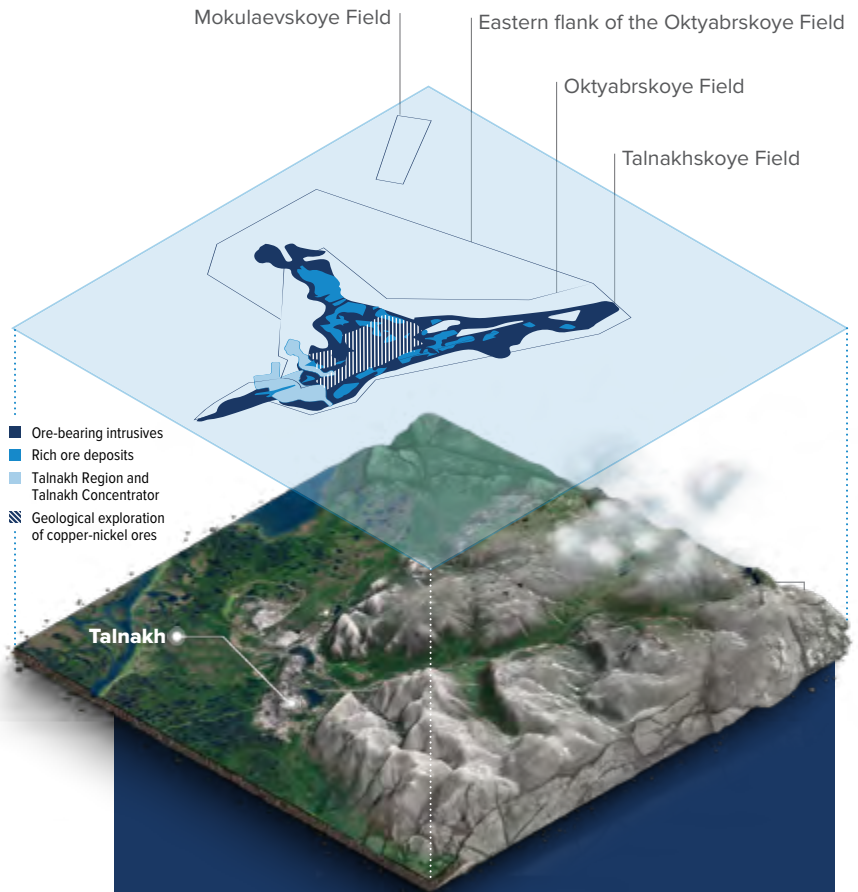 Mokulaevskoye Field
Eastern flank of the Oktyabrskoye Field
Oktyabrskoye Field
Talnakhskoye Field
Ore-bearing intrusives
Rich ore deposits
Talnakh Region and
Talnakh Concentrator
Geological exploration
of copper-nickel ores
Talnakh